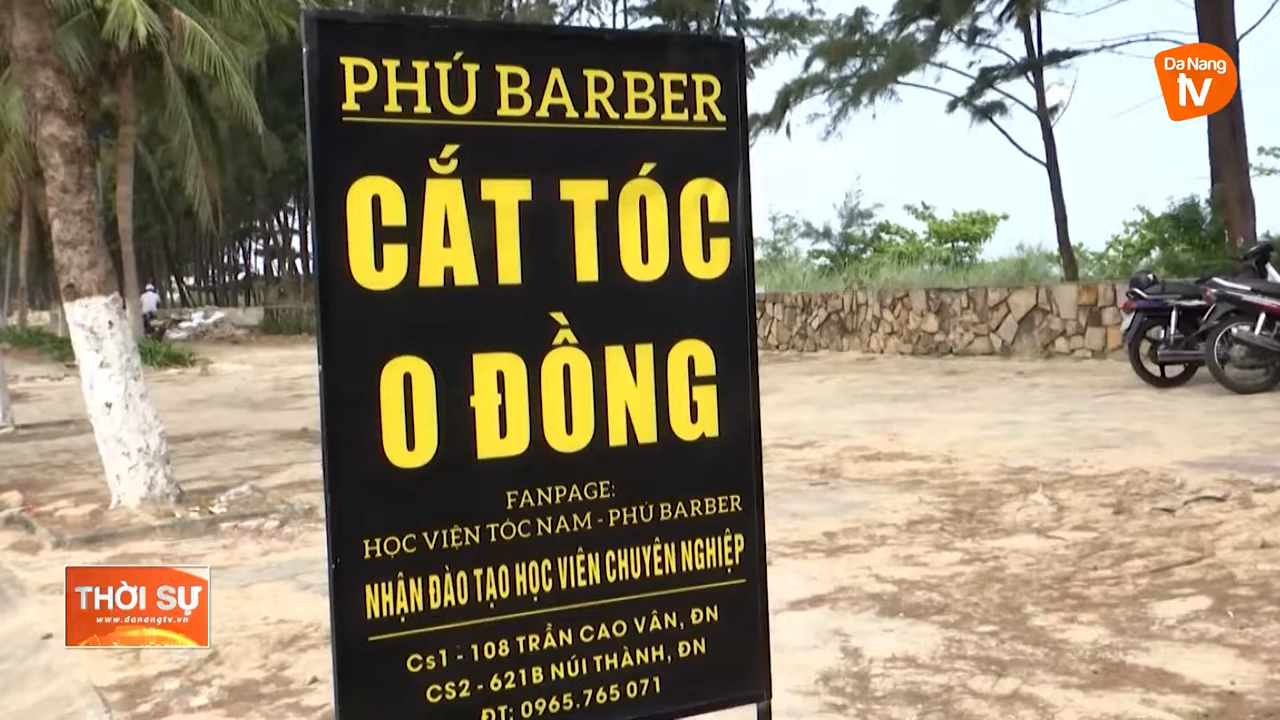 PHÚ BARBER
CẮT TÓC
0 ĐỒNG
FANPAGE:
HỌC VIỆN TÓC NAM - PHÚ BARBER
NHẬN ĐÀO TẠO HỌC VIÊN CHUYÊN NGHIỆP
Cs1 - 108 TRẦN CAO VÂN, ĐN
CS2 - 621B NÚI THÀNH, ĐN
ĐT: 0965.765 071
Da Nang
tv
THỜI SỰ
www.danangtv.vn